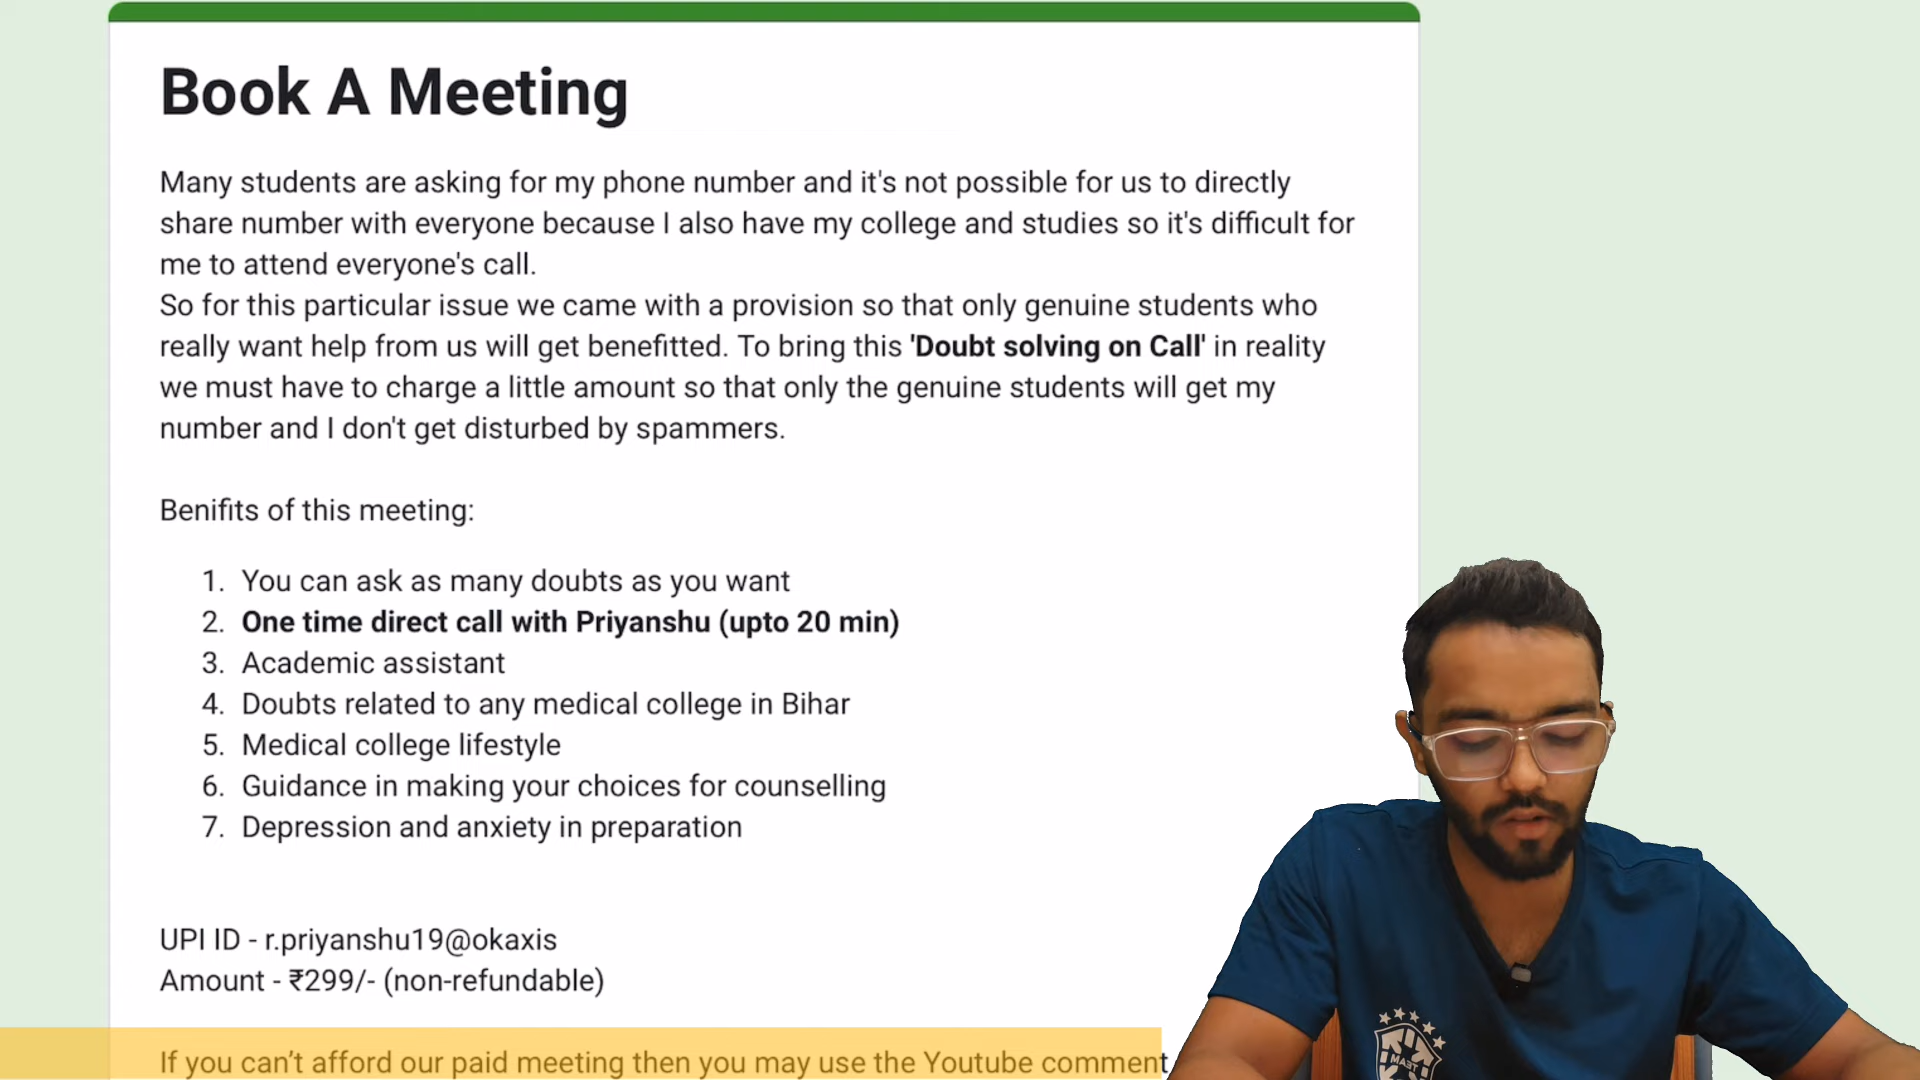 Book A Meeting
Many students are asking for my phone number and it's not possible for us to directly
share number with everyone because I also have my college and studies so it's difficult for
me to attend everyone's call.
So for this particular issue we came with a provision so that only genuine students who
really want help from us will get benefitted. To bring this 'Doubt solving on Call' in reality
we must have to charge a little amount so that only the genuine students will get my
number and I don't get disturbed by spammers.
Benifits of this meeting:
1. You can ask as many doubts as you want
2. One time direct call with Priyanshu (upto 20 min)
3. Academic assistant
4. Doubts related to any medical college in Bihar
5. Medical college lifestyle
6. Guidance in making your choices for counselling
7. Depression and anxiety in preparation
UPI ID - r.priyanshu19@okaxis
Amount - ₹299/- (non-refundable)
If you can’t afford our paid meeting then you may use the Youtube comment
TEAM